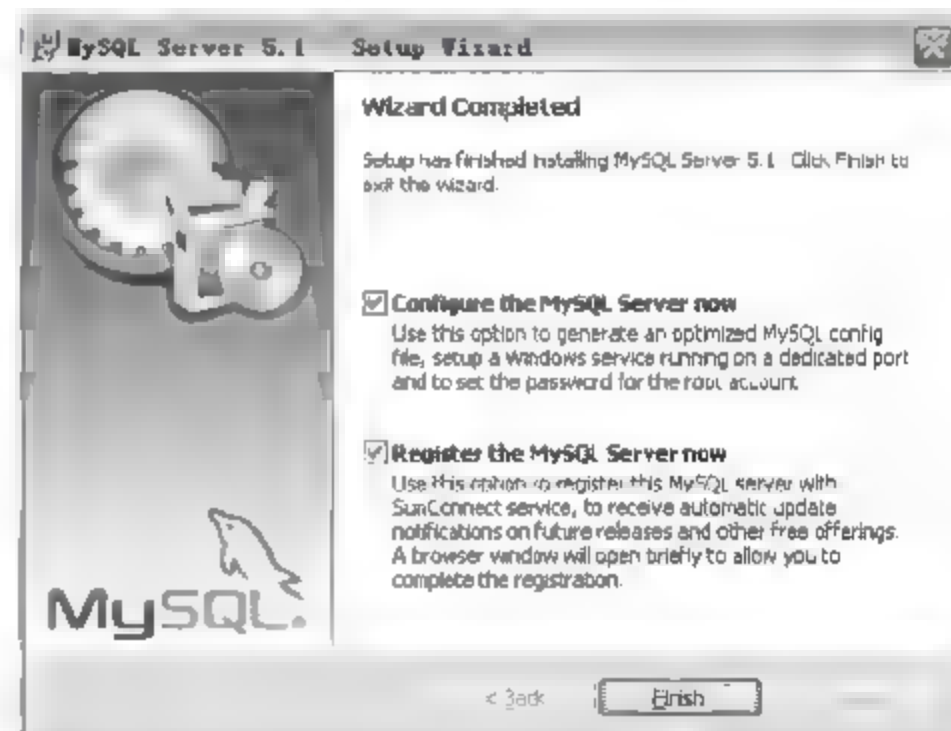 MySQL Server 5.1 Setup Wizard
Wizard Completed
Setup has finished installing MySQL Server 5.1. Click Finish to
exit the wizard.
Configure the MySQL Server now
Use this option to generate an optimized MySQL config
file, setup a Windows service running on a dedicated port
and to set the password for the root account.
Register the MySQL Server now
Use this option to register this MySQL server with
SunConnect service, to receive automatic update
notifications on future releases and other free offerings.
A browser window will open briefly to allow you to
complete the registration.
MySQL.
< Back Finish